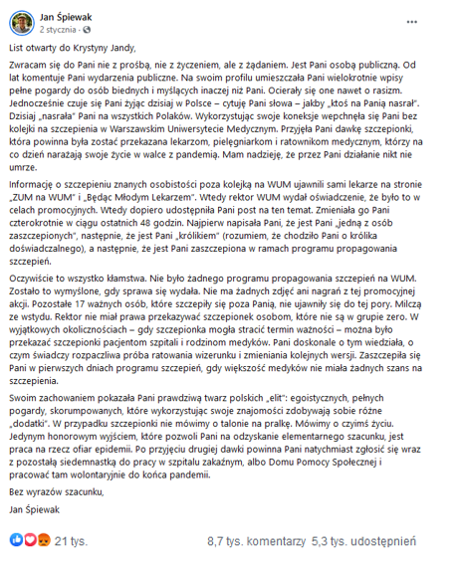 Jan Śpiewak
2 stycznia ·
List otwarty do Krystyny Jandy,
Zwracam się do Pani nie z prośbą, nie z życzeniem, ale z żądaniem. Jest Pani osobą publiczną. Od
lat komentuje Pani wydarzenia publiczne. Na swoim profilu umieszczała Pani wielokrotnie wpisy
pełne pogardy do osób biednych i myślących inaczej niż Pani. Ocierały się one nawet o rasizm.
Jednocześnie czuje się Pani żyjąc dzisiaj w Polsce – cytuję Pani słowa – jakby „ktoś na Panią nasrał".
Dzisiaj „nasrała" Pani na wszystkich Polaków. Wykorzystując swoje koneksje wepchnęła się Pani bez
kolejki na szczepienia w Warszawskim Uniwersytecie Medycznym. Przyjęła Pani dawkę szczepionki,
która powinna była zostać przekazana lekarzom, pielęgniarkom i ratownikom medycznym, którzy
na co dzień narażają swoje życie w walce z pandemią. Mam nadzieję, że przez Pani działanie nikt nie
umrze.
Informację o szczepieniu znanych osobistości poza kolejką na WUM ujawnili sami lekarze na stronie
„ZUM na WUM" i „Będąc Młodym Lekarzem". Wtedy rektor WUM wydał oświadczenie, że było to w
celach promocyjnych. Wtedy dopiero udostępniła Pani post na ten temat. Zmieniała go Pani
czterokrotnie w ciągu ostatnich 48 godzin. Najpierw napisała Pani, że jest Pani „jedną z osób
zaszczepionych", następnie, że jest Pani „królikiem" (rozumiem, że chodziło Pani o królika
doświadczalnego), a następnie, że jest Pani zaszczepiona w ramach programu propagowania
szczepień.
Oczywiście to wszystko kłamstwa. Nie było żadnego programu propagowania szczepień na WUM.
Zostało to wymyślone, gdy sprawa się wydała. Nie ma żadnych zdjęć ani nagrań z tej promocyjnej
akcji. Pozostałe 17 ważnych osób, które szczepiły się poza Panią, nie ujawniły się do tej pory. Milczą
ze wstydu. Rektor nie miał prawa przekazywać szczepionek osobom, które nie są w grupie zero. W
wyjątkowych okolicznościach – gdy szczepionka mogła stracić termin ważności – można było
przekazać szczepionki pacjentom szpitali i rodzinom medyków. Pani doskonale o tym wiedziała, o
czym świadczy rozpaczliwa próba ratowania wizerunku i zmieniania kolejnych wersji. Zaszczepiła się
Pani w pierwszych dniach programu szczepień, gdy większość medyków nie miała żadnych szans na
szczepienia.
Swoim zachowaniem pokazała Pani prawdziwą twarz polskich „elit": egoistycznych, pełnych
pogardy, skorumpowanych, które wykorzystując swoje znajomości zdobywają sobie różne
„dodatki". W przypadku szczepionki nie mówimy o talonie na pralkę. Mówimy o czyimś życiu.
Jedynym honorowym wyjściem, które pozwoli Pani na odzyskanie elementarnego szacunku, jest
praca na rzecz ofiar epidemii. Po przyjęciu drugiej dawki powinna Pani natychmiast zgłosić się wraz
z pozostałą siedemnastką do pracy w szpitalu zakaźnym, albo Domu Pomocy Społecznej i
pracować tam wolontaryjnie do końca pandemii.
Bez wyrazów szacunku,
Jan Śpiewak
21 tys.
8,7 tys. komentarzy 5,3 tys. udostępnień